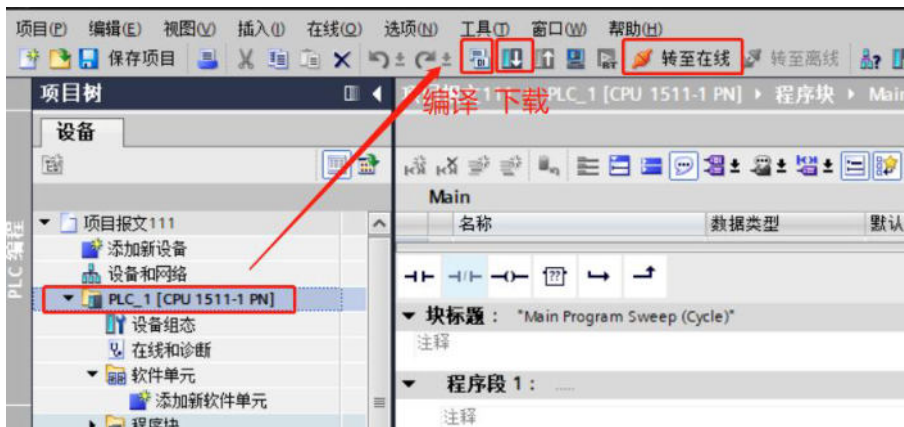 项目(P) 编辑(E) 视图(V) 插入(I) 在线(O) 选项(N) 工具(T) 窗口(W) 帮助(H)
保存项目 转至在线 转至离线
项目树 PLC_1 [CPU 1511-1 PN] 程序块 Main
编译 下载
设备
Main
名称 数据类型 默认
项目报文111
添加新设备
设备和网络
PLC_1 [CPU 1511-1 PN]
设备组态
在线和诊断
软件单元
添加新软件单元
程序块
PLC 编程
块标题： "Main Program Sweep (Cycle)"
注释
程序段 1： .....
注释